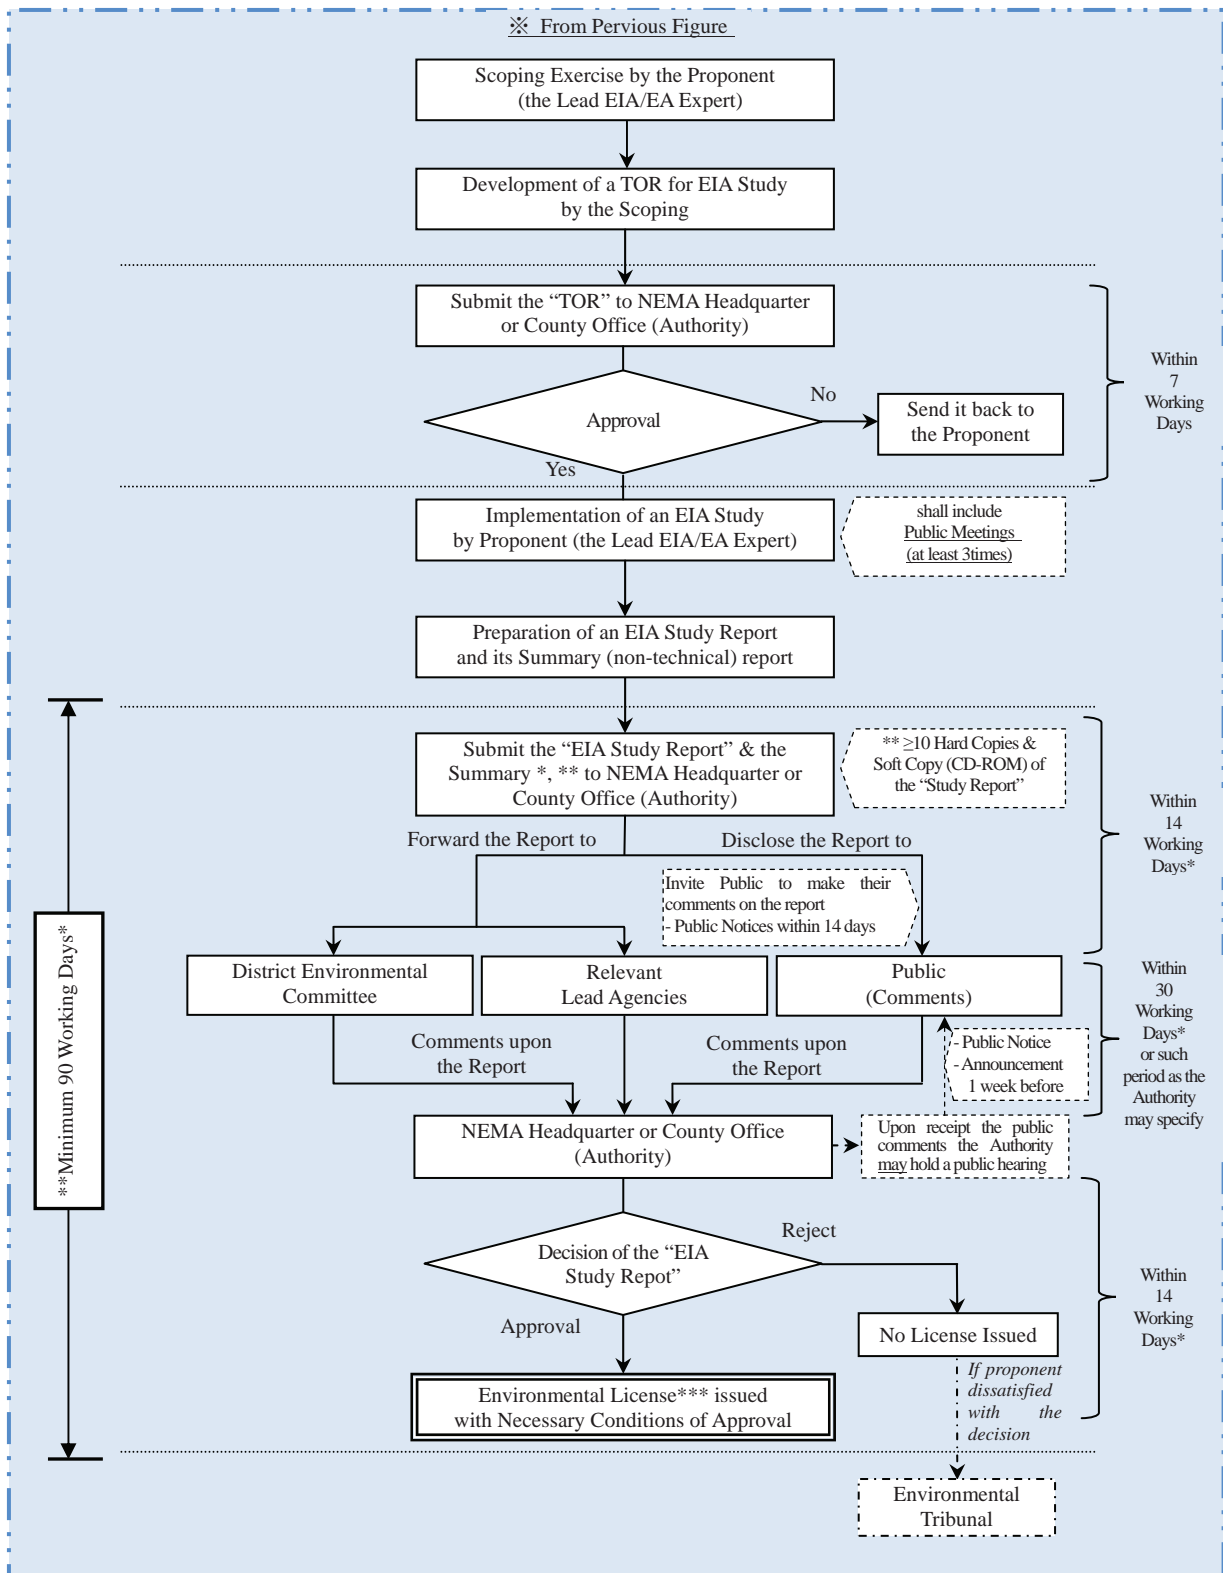 ※ From Pervious Figure
Scoping Exercise by the Proponent
(the Lead EIA/EA Expert)
Development of a TOR for EIA Study
by the Scoping
Submit the “TOR” to NEMA Headquarter
or County Office (Authority)
Within
7
Working
Days
Approval
No
Send it back to
the Proponent
Yes
Implementation of an EIA Study
by Proponent (the Lead EIA/EA Expert)
shall include
Public Meetings
(at least 3times)
Preparation of an EIA Study Report
and its Summary (non-technical) report
**Minimum 90 Working Days*
Submit the “EIA Study Report” & the
Summary *, ** to NEMA Headquarter or
County Office (Authority)
** ≥10 Hard Copies &
Soft Copy (CD-ROM) of
the “Study Report”
Within
14
Working
Days*
Forward the Report to
Disclose the Report to
Invite Public to make their
comments on the report
- Public Notices within 14 days
District Environmental
Committee
Relevant
Lead Agencies
Public
(Comments)
Within
30
Working
Days*
or such
period as the
Authority
may specify
Comments upon
the Report
Comments upon
the Report
- Public Notice
- Announcement
1 week before
NEMA Headquarter or County Office
(Authority)
Upon receipt the public
comments the Authority
may hold a public hearing
Decision of the “EIA
Study Repot”
Reject
Approval
No License Issued
Within
14
Working
Days*
Environmental License*** issued
with Necessary Conditions of Approval
If proponent
dissatisfied
with the
decision
Environmental
Tribunal